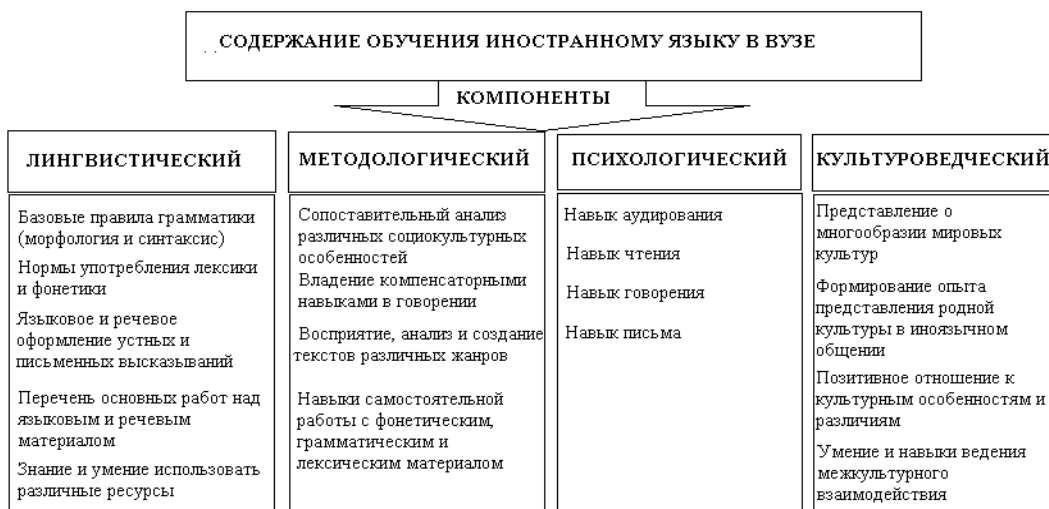 СОДЕРЖАНИЕ ОБУЧЕНИЯ ИНОСТРАННОМУ ЯЗЫКУ В ВУЗЕ
КОМПОНЕНТЫ
ЛИНГВИСТИЧЕСКИЙ
Базовые правила грамматики
(морфология и синтаксис)
Нормы употребления лексики
и фонетики
Языковое и речевое
оформление устных и
письменных высказываний
Перечень основных работ над
языковым и речевым
материалом
Знание и умение использовать
различные ресурсы
МЕТОДОЛОГИЧЕСКИЙ
Сопоставительный анализ
различных социокультурных
особенностей
Владение компенсаторными
навыками в говорении
Восприятие, анализ и создание
текстов различных жанров
Навыки самостоятельной
работы с фонетическим,
грамматическим и
лексическим материалом
ПСИХОЛОГИЧЕСКИЙ
Навык аудирования
Навык чтения
Навык говорения
Навык письма
КУЛЬТУРОВЕДЧЕСКИЙ
Представление о
многообразии мировых
культур
Формирование опыта
представления родной
культуры в иноязычном
общении
Позитивное отношение к
культурным особенностям и
различиям
Умение и навыки ведения
межкультурного
взаимодействия